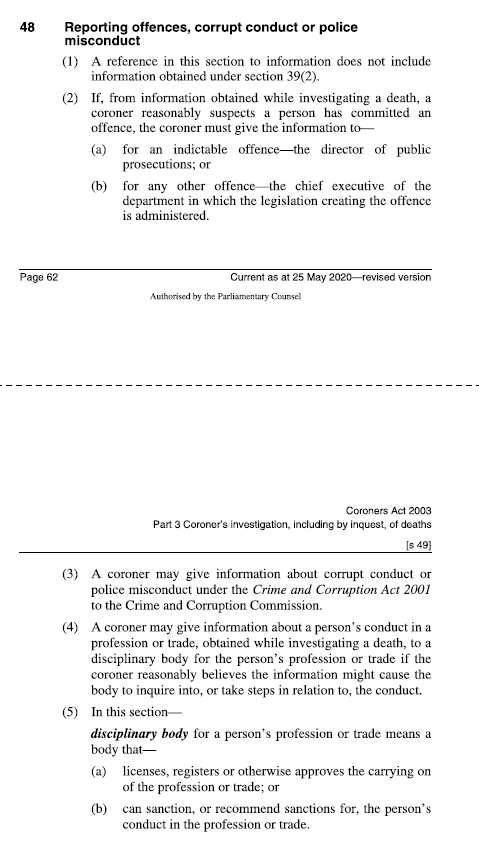 48 Reporting offences, corrupt conduct or police
misconduct
(1) A reference in this section to information does not include
information obtained under section 39(2).
(2) If, from information obtained while investigating a death, a
coroner reasonably suspects a person has committed an
offence, the coroner must give the information to—
(a) for an indictable offence—the director of public
prosecutions; or
(b) for any other offence—the chief executive of the
department in which the legislation creating the offence
is administered.
Page 62 Current as at 25 May 2020—revised version
Authorised by the Parliamentary Counsel
Coroners Act 2003
Part 3 Coroner's investigation, including by inquest, of deaths
[s 49]
(3) A coroner may give information about corrupt conduct or
police misconduct under the Crime and Corruption Act 2001
to the Crime and Corruption Commission.
(4) A coroner may give information about a person's conduct in a
profession or trade, obtained while investigating a death, to a
disciplinary body for the person's profession or trade if the
coroner reasonably believes the information might cause the
body to inquire into, or take steps in relation to, the conduct.
(5) In this section—
disciplinary body for a person's profession or trade means a
body that—
(a) licenses, registers or otherwise approves the carrying on
of the profession or trade; or
(b) can sanction, or recommend sanctions for, the person's
conduct in the profession or trade.